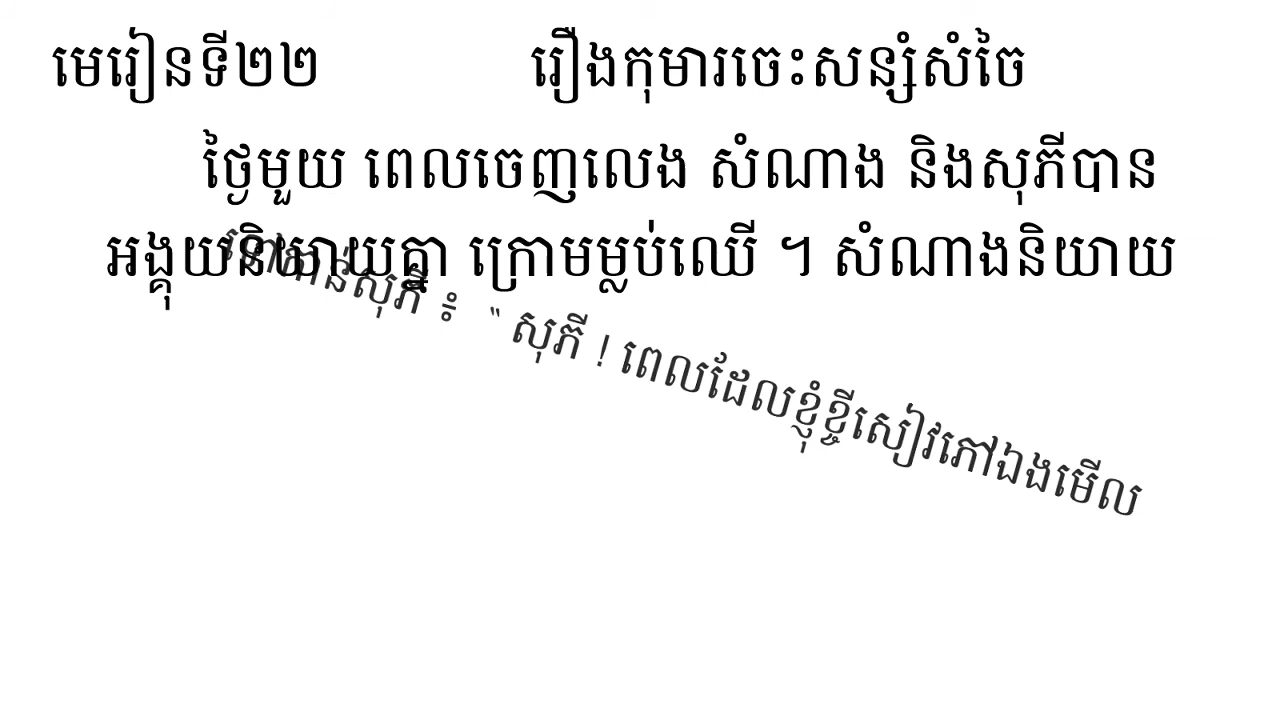 មេរៀនទី២២ រឿងកុមារចេះសន្សំសំចៃ
ថ្ងៃមួយ ពេលចេញលេង សំណាង និងសុភីបាន
អង្គុយនិយាយគ្នា ក្រោមម្លប់ឈើ ។ សំណាងនិយាយ
ទៅកាន់សុភី ៖ “ សុភី ! ពេលដែលខ្ញុំខ្ចីសៀវភៅឯងមើល